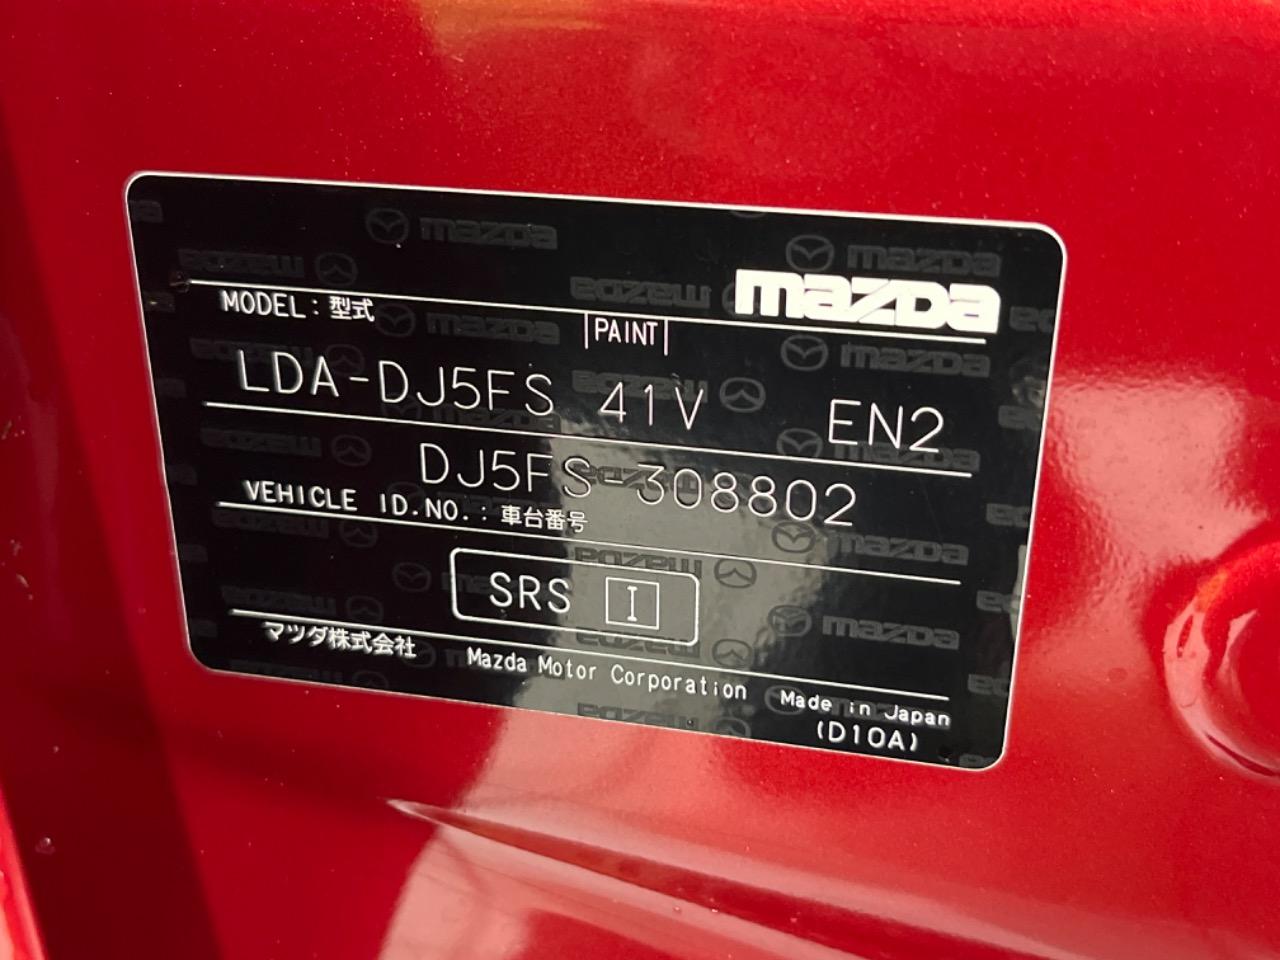 mazda
MODEL：型式
PAINT
LDA-DJ5FS 41V EN2
DJ5FS-308802
VEHICLE ID.NO.：車台番号
SRS I
マツダ株式会社 Mazda Motor Corporation Made in Japan
(D10A)